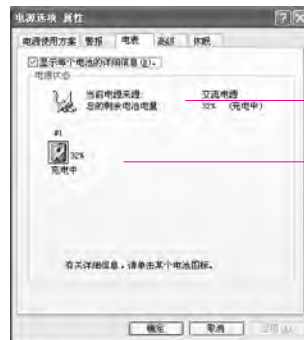 电源选项 属性
电源使用方案 警报 电表 高级 休眠
显示每个电池的详细信息(D)。
电源状态
当前电源来源: 交流电源
总的剩余电池电量: 32% (充电中)
#1
32%
充电中
有关详细信息，请单击某个电池图标。
确定 取消 应用(A)